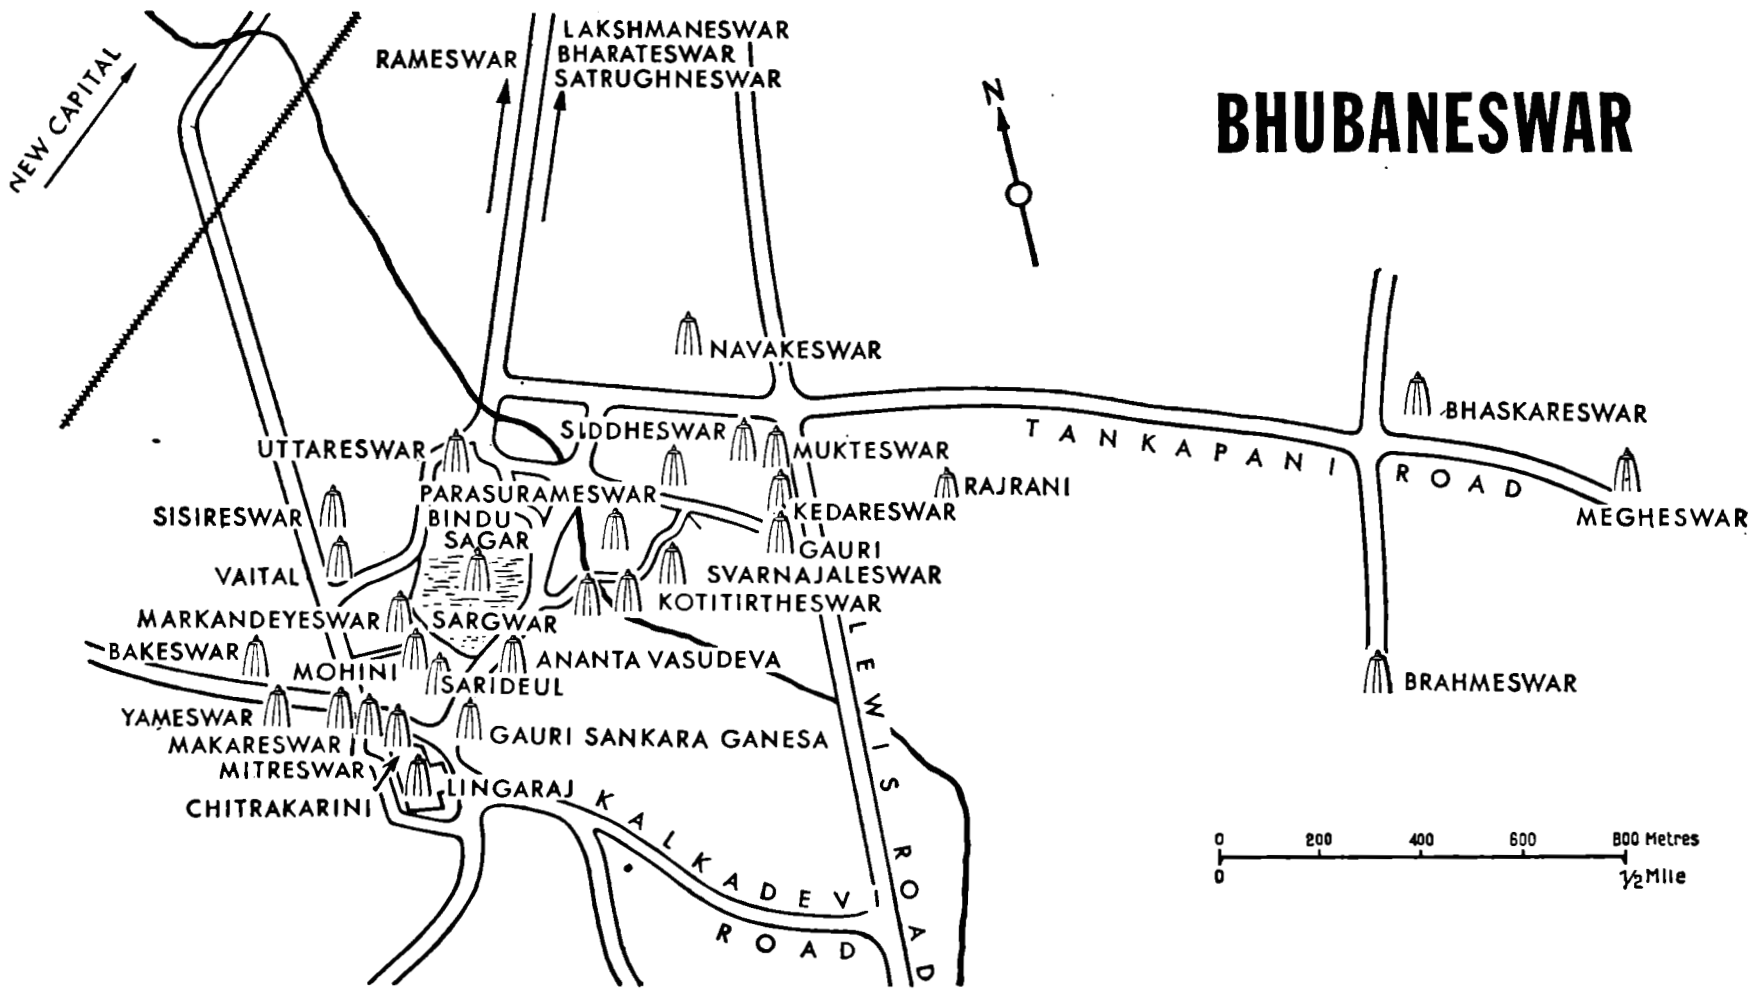 LAKSHMANESWAR
BHARATESWAR
SATRUGHNESWAR
RAMESWAR
NEW CAPITAL
N
BHUBANESWAR
NAVAKESWAR
BHASKARESWAR
SIDDHESWAR
MUKTESWAR
TANKAPANI ROAD
UTTARESWAR
RAJRANI
PARASURAMESWAR
KEDARESWAR
MEGHESWAR
SISIRESWAR
BINDU
SAGAR
GAURI
VAITAL
SVARNAJALESWAR
KOTITIRTHESWAR
MARKANDEYESWAR
SARGWAR
BAKESWAR
MOHINI
ANANTA VASUDEVA
SARIDEUL
BRAHMESWAR
YAMESWAR
MAKARESWAR
GAURI SANKARA GANESA
MITRESWAR
LINGARAJ
CHITRAKARINI
LEWIS ROAD
KALKADEVI
ROAD
0 200 400 600 800 Metres
0 1/2 Mile